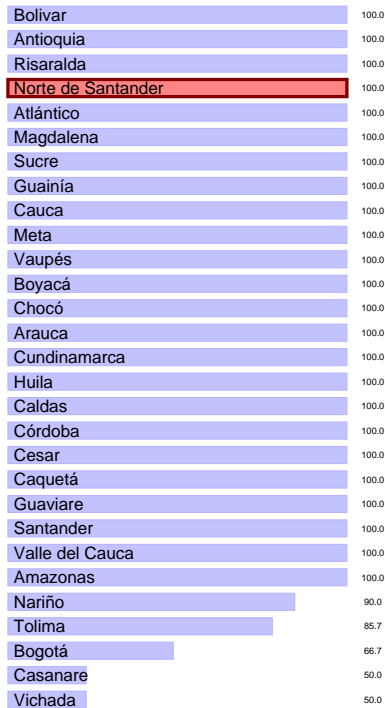 Bolivar 100.0
Antioquia 100.0
Risaralda 100.0
Norte de Santander 100.0
Atlántico 100.0
Magdalena 100.0
Sucre 100.0
Guainía 100.0
Cauca 100.0
Meta 100.0
Vaupés 100.0
Boyacá 100.0
Chocó 100.0
Arauca 100.0
Cundinamarca 100.0
Huila 100.0
Caldas 100.0
Córdoba 100.0
Cesar 100.0
Caquetá 100.0
Guaviare 100.0
Santander 100.0
Valle del Cauca 100.0
Amazonas 100.0
Nariño 90.0
Tolima 85.7
Bogotá 66.7
Casanare 50.0
Vichada 50.0